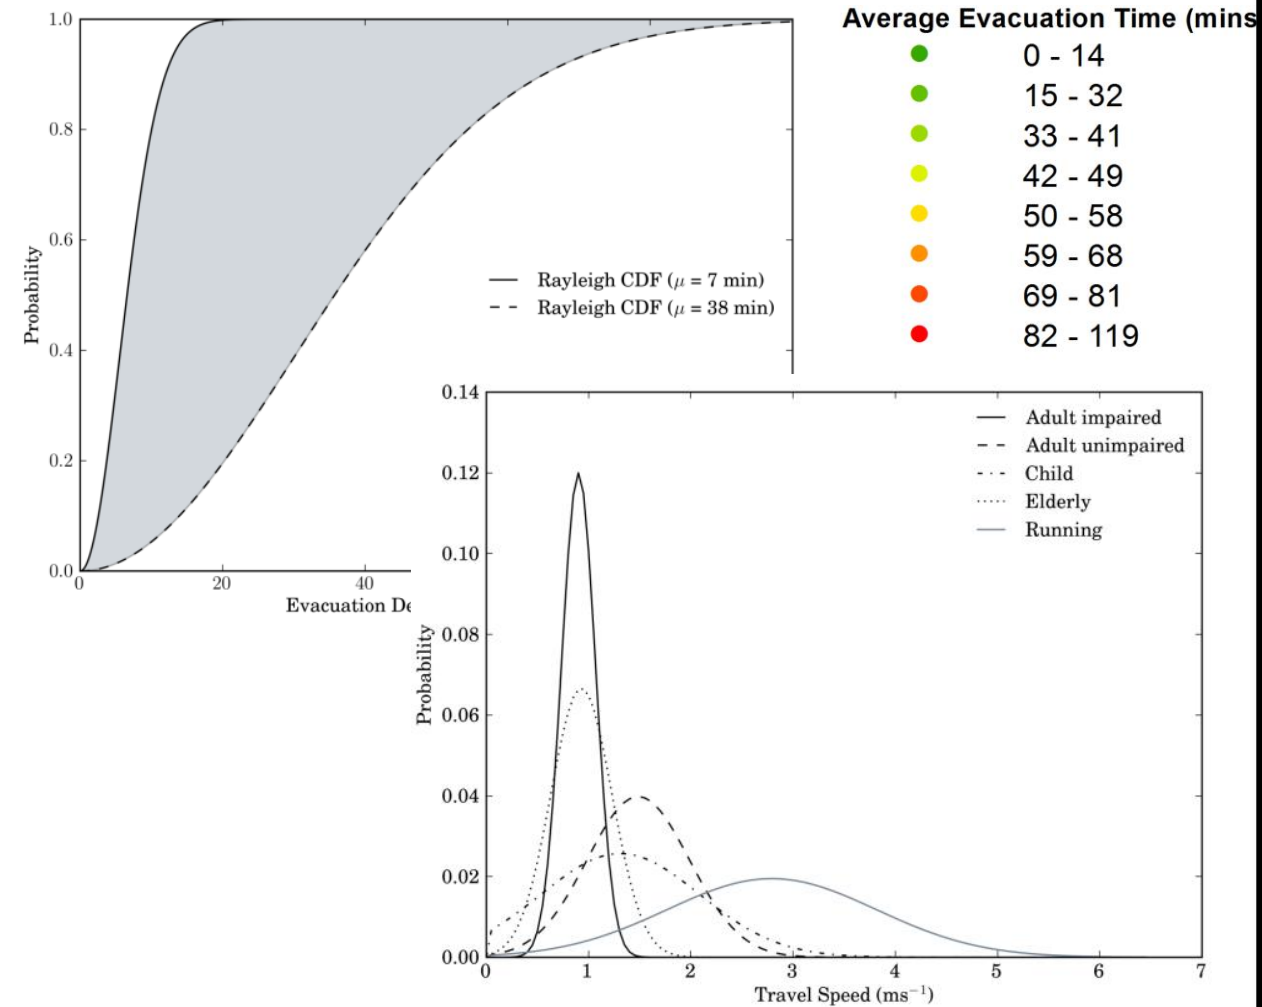 1.0
0.8
0.6
0.4
0.2
0.0
Probability
0
20
40
Evacuation
Rayleigh CDF (μ = 7 min)
Rayleigh CDF (μ = 38 min)
Average Evacuation Time (mins
0 - 14
15 - 32
33 - 41
42 - 49
50 - 58
59 - 68
69 - 81
82 - 119
0.14
0.12
0.10
0.08
0.06
0.04
0.02
0.00
Probability
Adult impaired
Adult unimpaired
Child
Elderly
Running
0
1
2
3
4
5
6
7
Travel Speed (ms⁻¹)